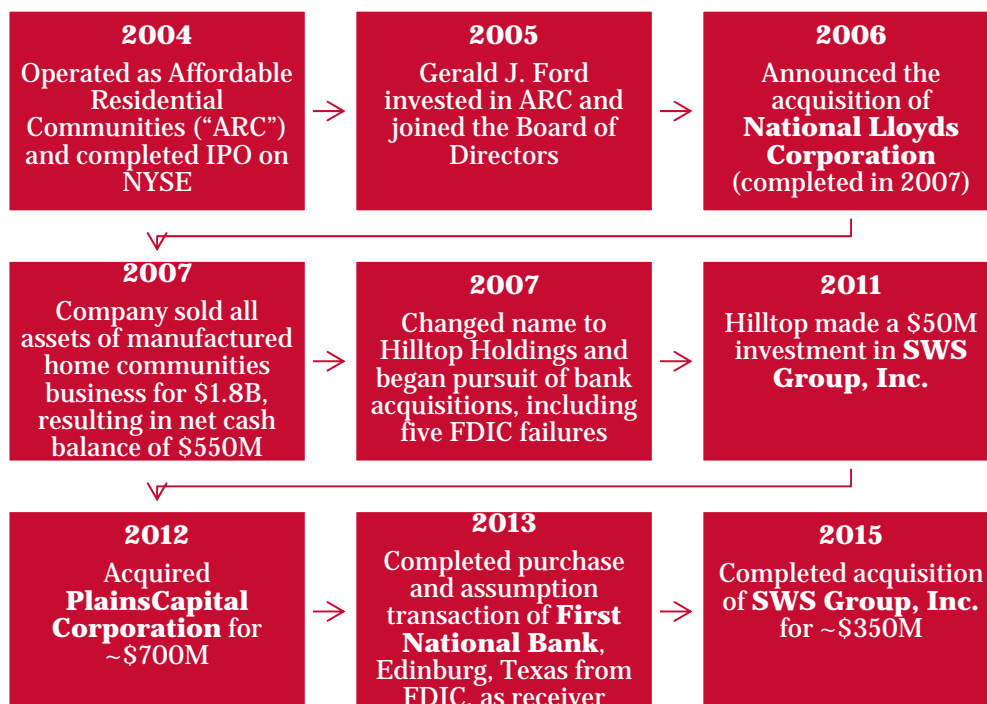 2004
Operated as Affordable
Residential
Communities (“ARC”)
and completed IPO on
NYSE
2005
Gerald J. Ford
invested in ARC and
joined the Board of
Directors
2006
Announced the
acquisition of
National Lloyds
Corporation
(completed in 2007)
2007
Company sold all
assets of manufactured
home communities
business for $1.8B,
resulting in net cash
balance of $550M
2007
Changed name to
Hilltop Holdings and
began pursuit of bank
acquisitions, including
five FDIC failures
2011
Hilltop made a $50M
investment in SWS
Group, Inc.
2012
Acquired
PlainsCapital
Corporation for
~$700M
2013
Completed purchase
and assumption
transaction of First
National Bank,
Edinburg, Texas from
FDIC, as receiver
2015
Completed acquisition
of SWS Group, Inc.
for ~$350M